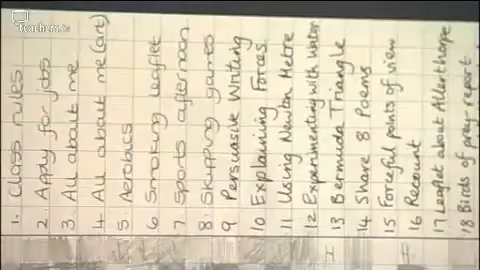 Teachers.tv
1. Class rules
2. Apply for jobs
3. All about me
4. All about me (art)
5. Aerobics
6. Smoking leaflet
7. Sports afternoon
8. Skipping games
9 Persuasive Writing
10 Explaining Forces
11 Using Newton Metre
12 Experimenting with Water
13 Bermuda Triangle
14 Share 8 Poems
15 Forceful points of view
16 Recount
17 Leaflet about Allerthorpe
18 Birds of prey - report